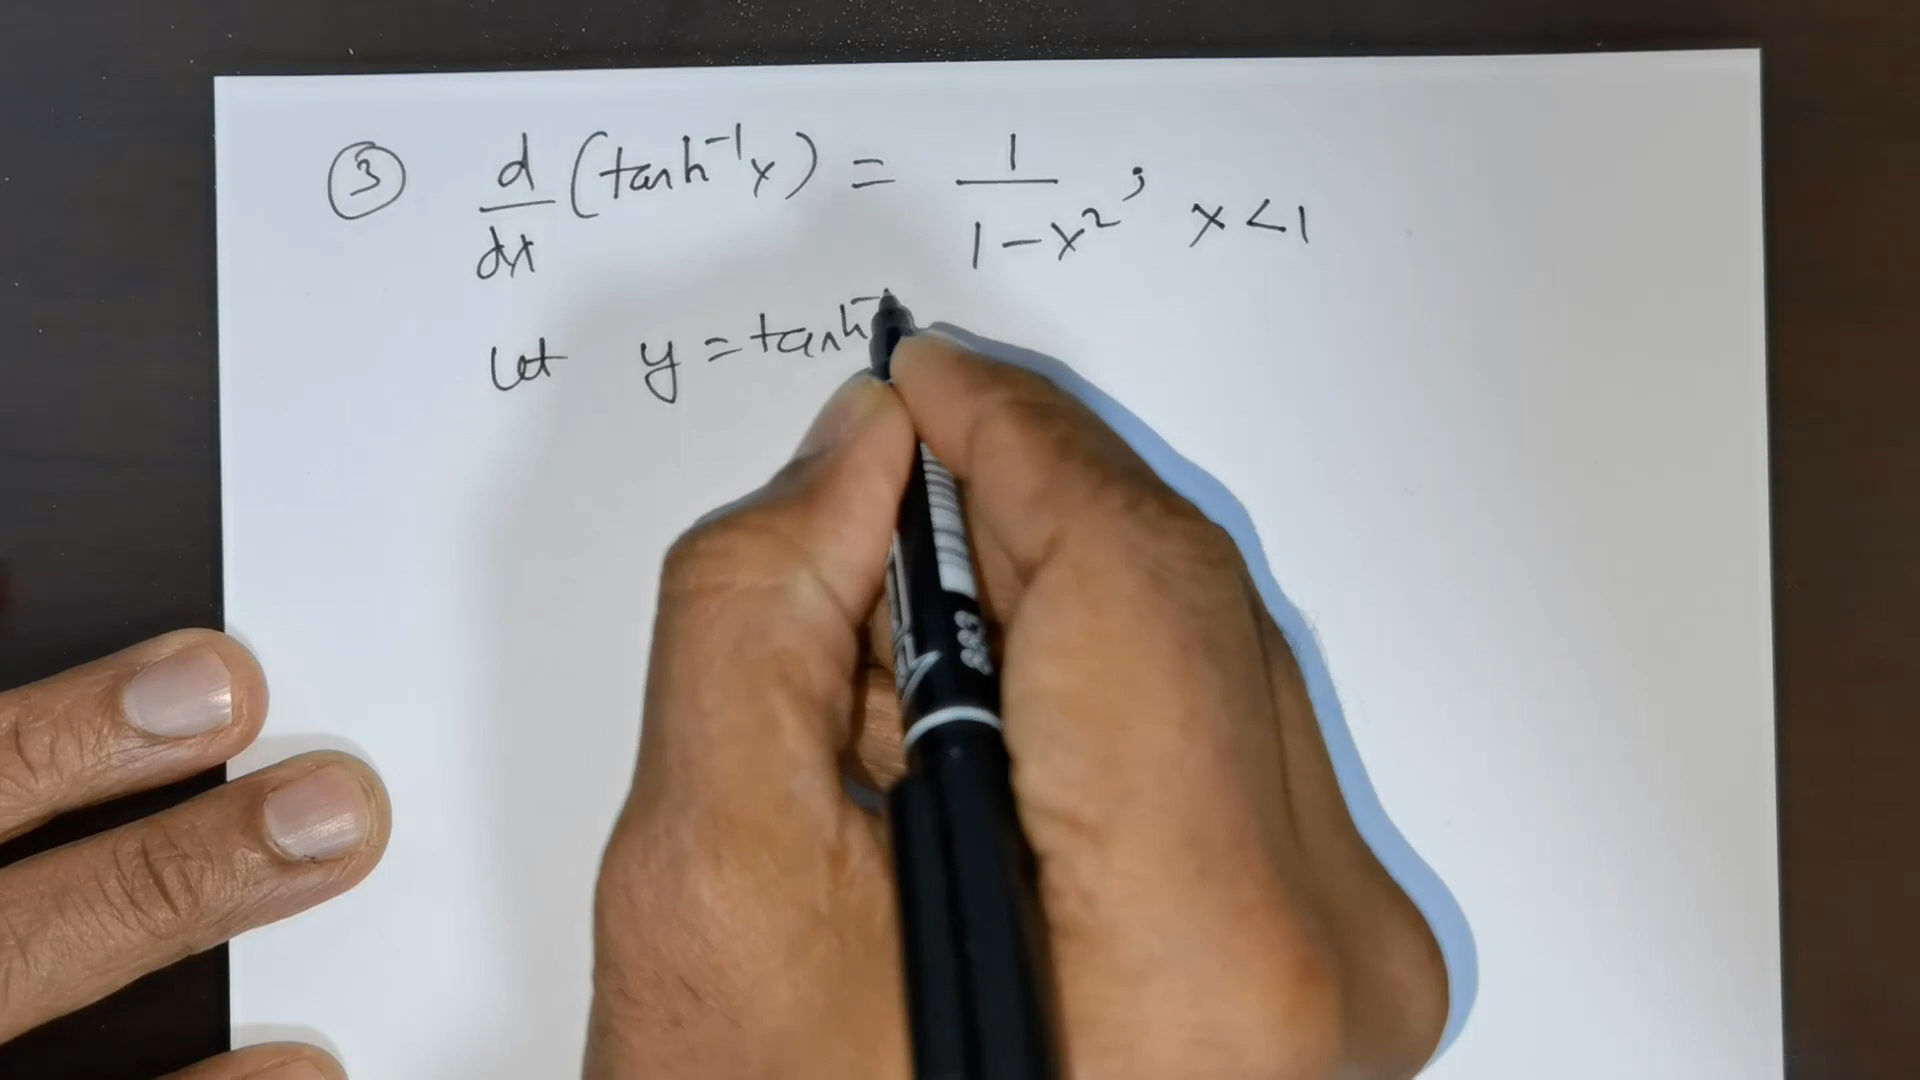 ③ d/dx (tanh⁻¹x) = 1/(1-x²) ; x<1
Let y = tanh⁻